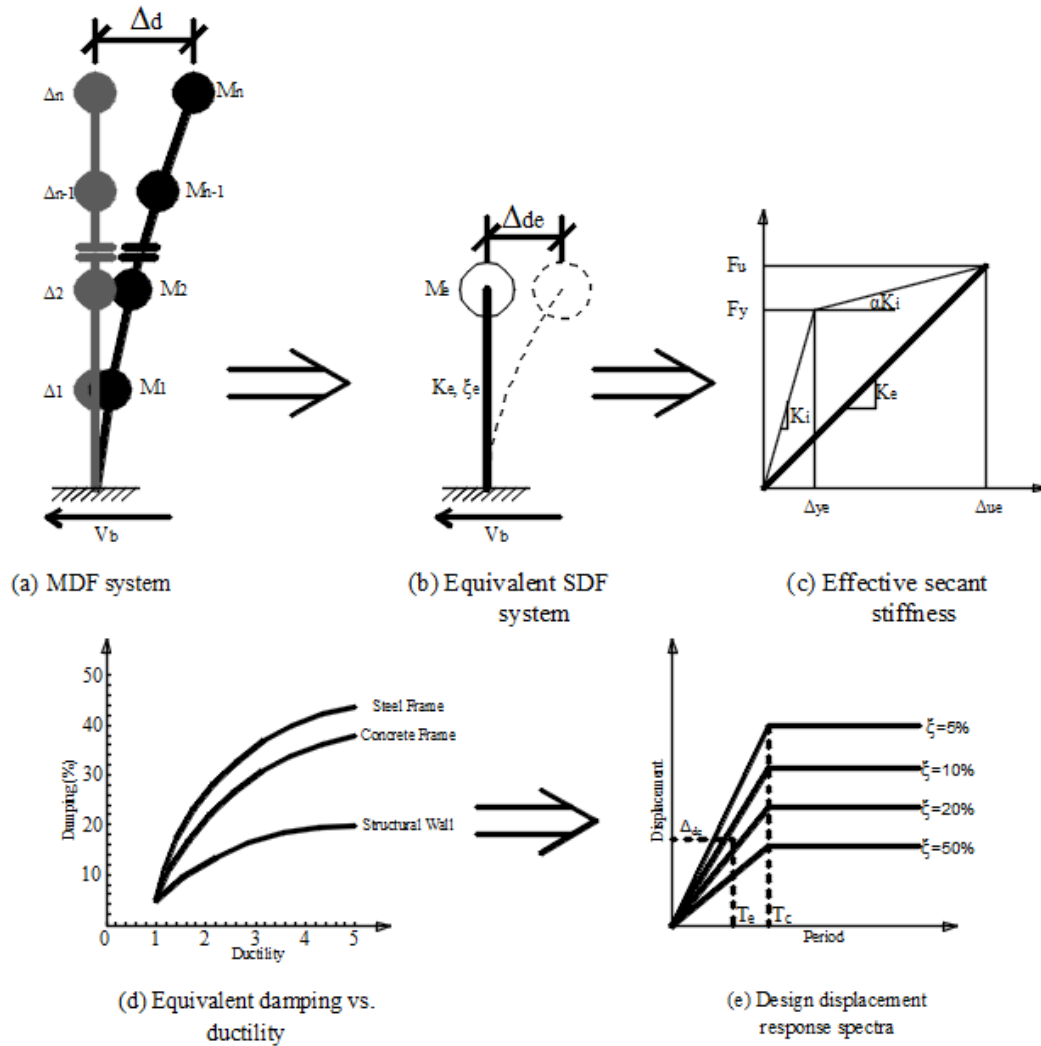 Δd
Δn
Mn
Δn-1
Mn-1
Δ2
M2
Δ1
M1
Vb
(a) MDF system
Δde
Me
Ke, ξe
Vb
(b) Equivalent SDF
system
Fu
Fy
αKi
Ke
Ki
Δye
Δue
(c) Effective secant
stiffness
50
40
30
20
10
Damping(%)
Steel Frame
Concrete Frame
Structural Wall
0 1 2 3 4 5
Ductility
(d) Equivalent damping vs.
ductility
Displacement
Δde
ξ=5%
ξ=10%
ξ=20%
ξ=50%
Te Tc
Period
(e) Design displacement
response spectra